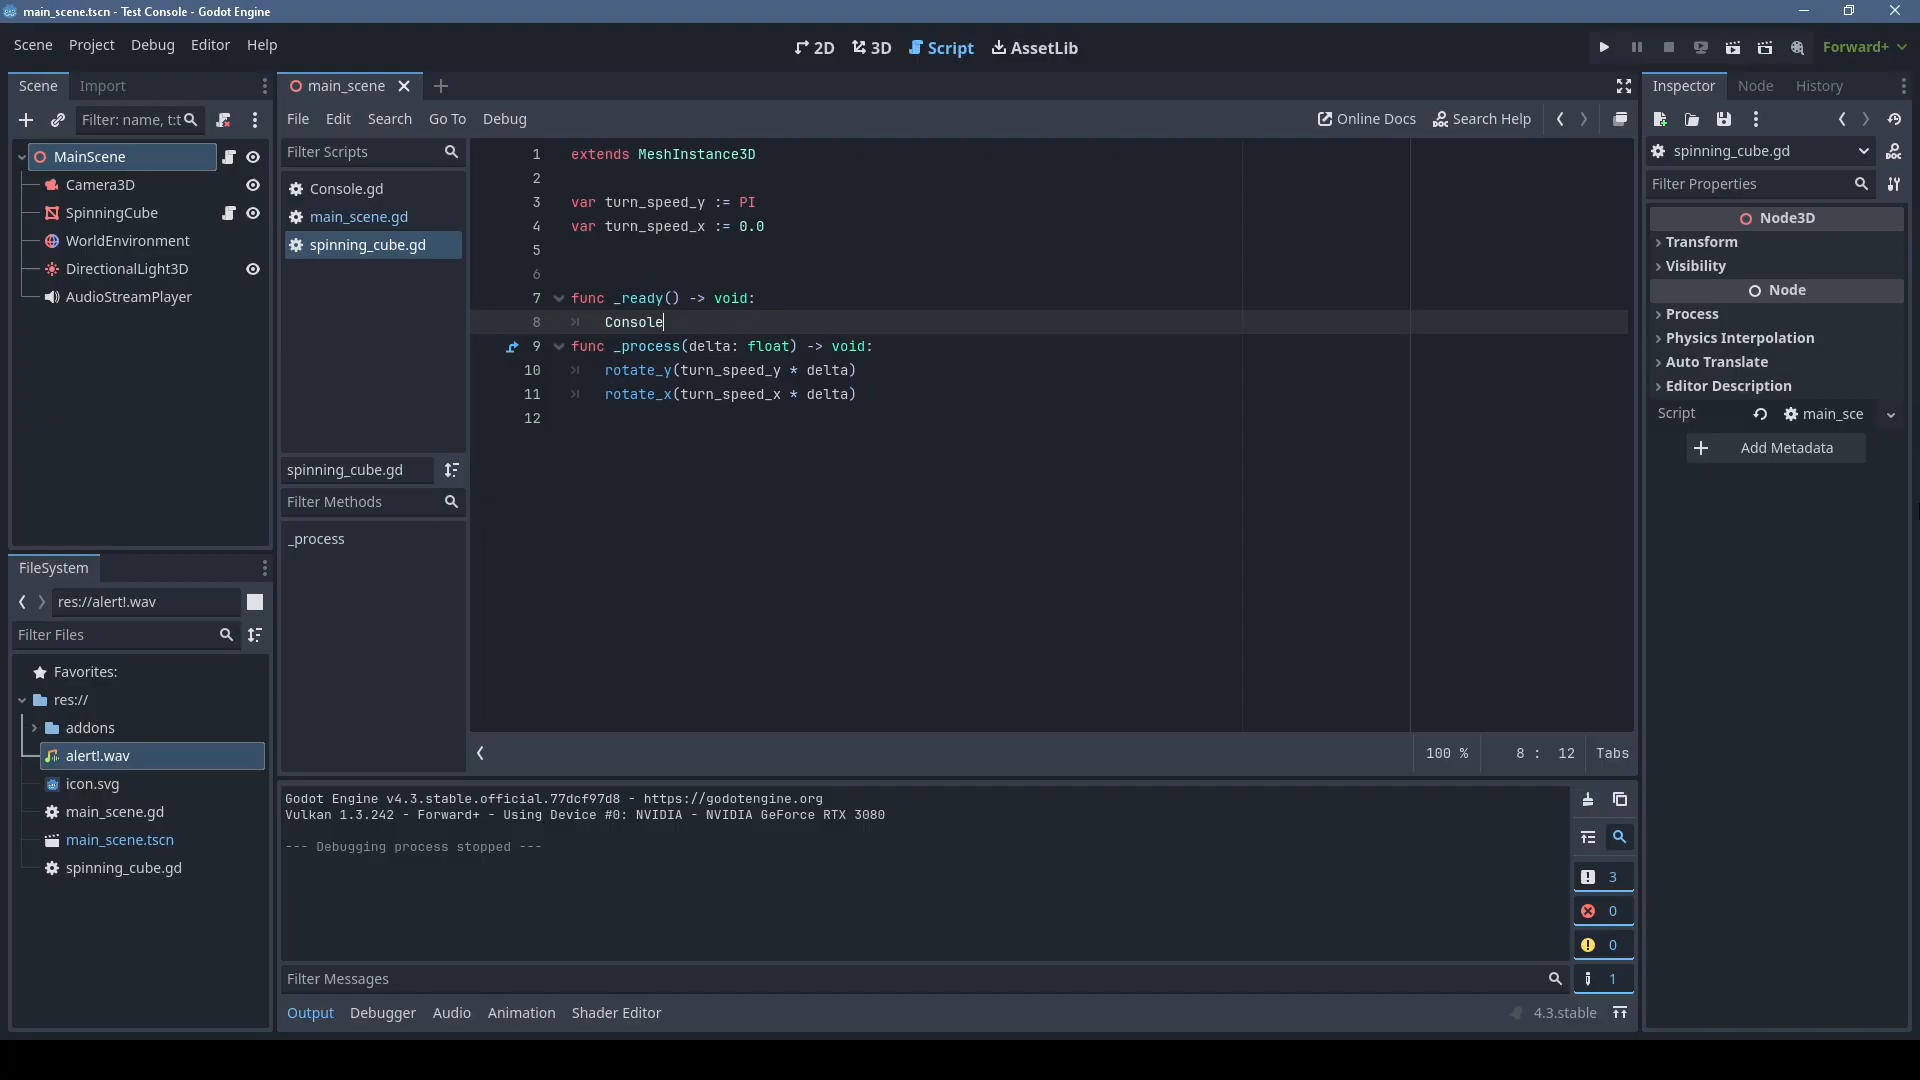 main_scene.tscn - Test Console - Godot Engine
Scene Project Debug Editor Help
2D 3D Script AssetLib
Forward+
Scene Import
Filter: name, t:t
MainScene
Camera3D
SpinningCube
WorldEnvironment
DirectionalLight3D
AudioStreamPlayer
FileSystem
res://alert!.wav
Filter Files
Favorites:
res://
addons
alert!.wav
icon.svg
main_scene.gd
main_scene.tscn
spinning_cube.gd
main_scene
File Edit Search Go To Debug
Online Docs Search Help
Filter Scripts
Console.gd
main_scene.gd
spinning_cube.gd
spinning_cube.gd
Filter Methods
_process
1 extends MeshInstance3D
2
3 var turn_speed_y := PI
4 var turn_speed_x := 0.0
5
6
7 func _ready() -> void:
8 Console
9 func _process(delta: float) -> void:
10 rotate_y(turn_speed_y * delta)
11 rotate_x(turn_speed_x * delta)
12
100 % 8 : 12 Tabs
Godot Engine v4.3.stable.official.77dcf97d8 - https://godotengine.org
Vulkan 1.3.242 - Forward+ - Using Device #0: NVIDIA - NVIDIA GeForce RTX 3080
--- Debugging process stopped ---
3
0
0
1
Filter Messages
Output Debugger Audio Animation Shader Editor
4.3.stable
Inspector Node History
spinning_cube.gd
DOC
Filter Properties
Node3D
Transform
Visibility
Node
Process
Physics Interpolation
Auto Translate
Editor Description
Script main_sce
Add Metadata